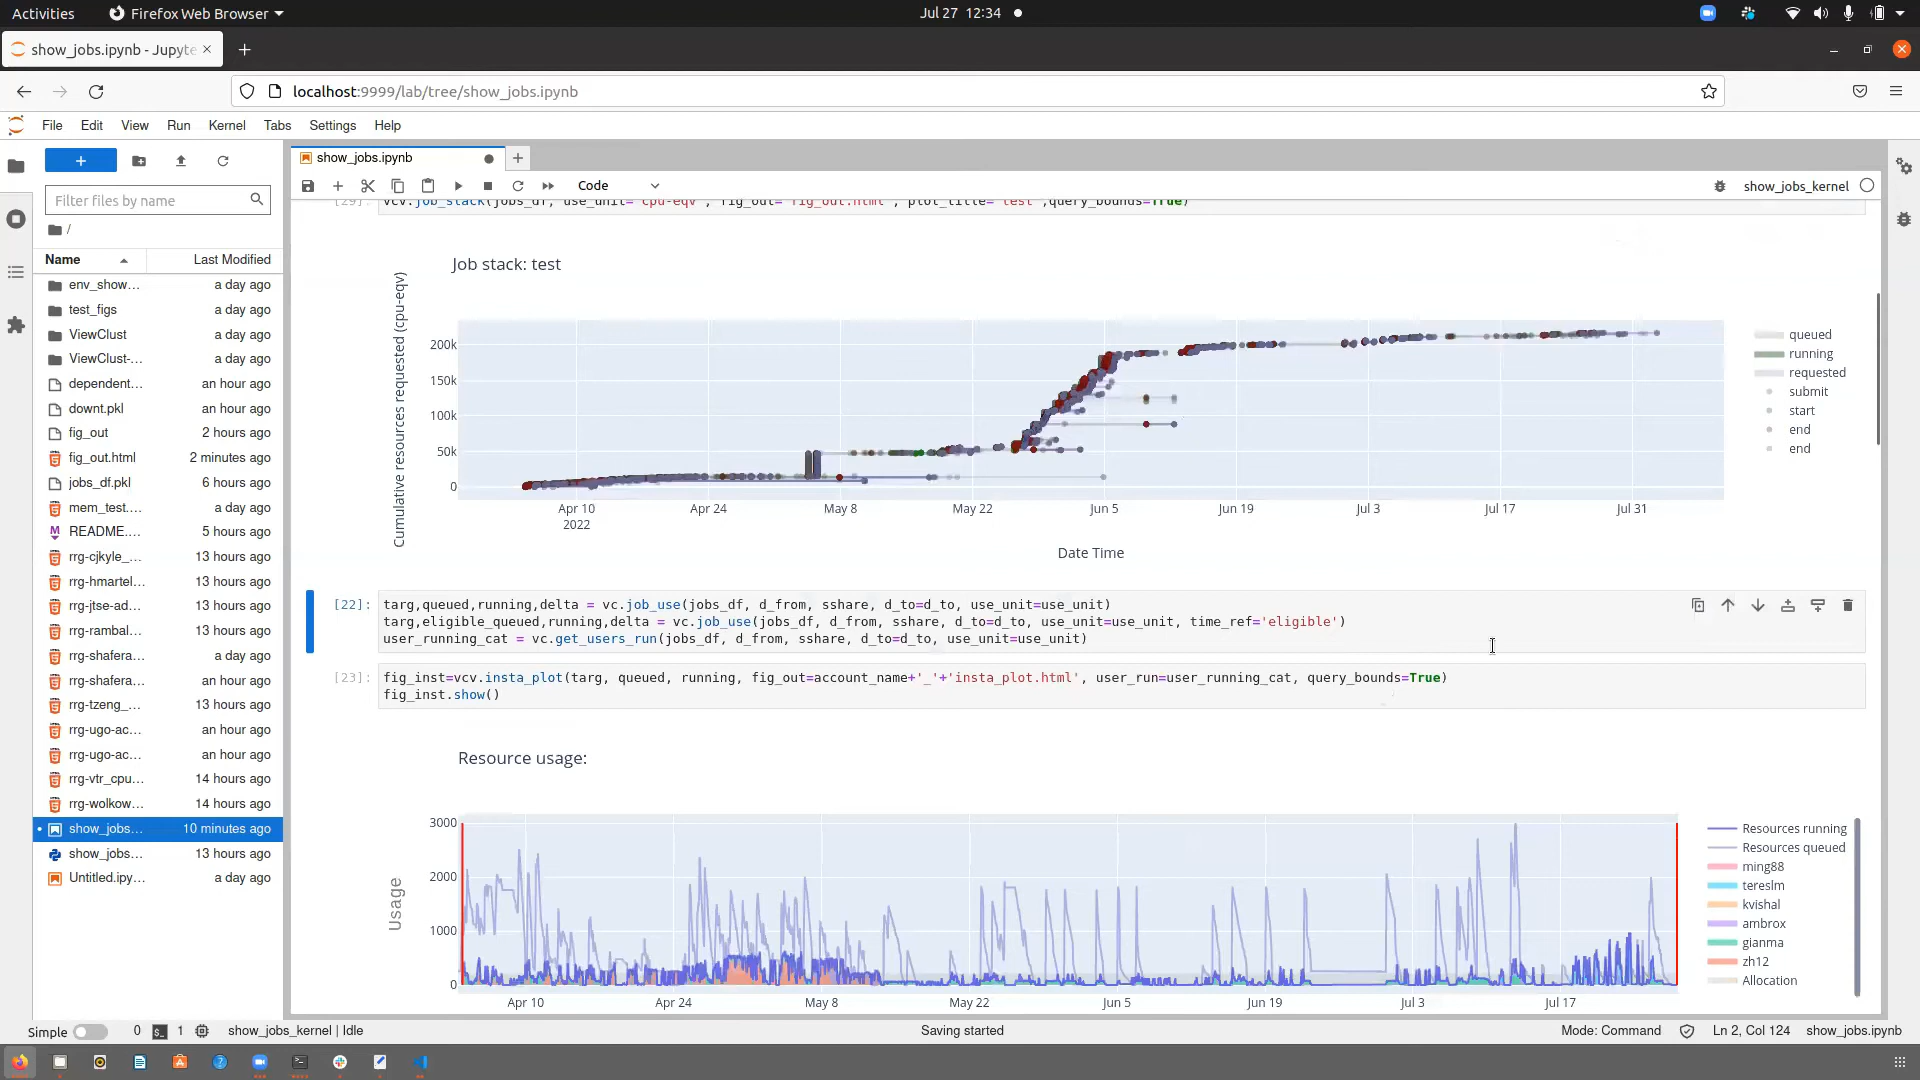 Activities
Firefox Web Browser
Jul 27 12:34
show_jobs.ipynb - Jupyte
localhost:9999/lab/tree/show_jobs.ipynb
File Edit View Run Kernel Tabs Settings Help
show_jobs.ipynb
Filter files by name
Code
show_jobs_kernel
/
Name Last Modified
env_show... a day ago
test_figs a day ago
ViewClust a day ago
ViewClust-... a day ago
dependent... an hour ago
downt.pkl an hour ago
fig_out 2 hours ago
fig_out.html 2 minutes ago
jobs_df.pkl 6 hours ago
mem_test.... a day ago
README.... 5 hours ago
rrg-cjkyle_... 13 hours ago
rrg-hmartel... 13 hours ago
rrg-jtse-ad... 13 hours ago
rrg-rambal... 13 hours ago
rrg-shafera... a day ago
rrg-shafera... an hour ago
rrg-tzeng_... 13 hours ago
rrg-ugo-ac... an hour ago
rrg-ugo-ac... an hour ago
rrg-vtr_cpu... 14 hours ago
rrg-wolkow... 14 hours ago
show_jobs... 10 minutes ago
show_jobs... 13 hours ago
Untitled.ipy... a day ago
[29]: vcv.job_stack(jobs_df, use_unit='cpu-eqv', fig_out='fig_out.html', plot_title='test',query_bounds=True)
Job stack: test
Cumulative resources requested (cpu-eqv)
200k
150k
100k
50k
0
Apr 10 Apr 24 May 8 May 22 Jun 5 Jun 19 Jul 3 Jul 17 Jul 31
2022
Date Time
queued
running
requested
submit
start
end
end
[22]: targ,queued,running,delta = vc.job_use(jobs_df, d_from, sshare, d_to=d_to, use_unit=use_unit)
targ,eligible_queued,running,delta = vc.job_use(jobs_df, d_from, sshare, d_to=d_to, use_unit=use_unit, time_ref='eligible')
user_running_cat = vc.get_users_run(jobs_df, d_from, sshare, d_to=d_to, use_unit=use_unit)
[23]: fig_inst=vcv.insta_plot(targ, queued, running, fig_out=account_name+'_'+'insta_plot.html', user_run=user_running_cat, query_bounds=True)
fig_inst.show()
Resource usage:
Usage
3000
2000
1000
0
Apr 10 Apr 24 May 8 May 22 Jun 5 Jun 19 Jul 3 Jul 17
Resources running
Resources queued
ming88
tereslm
kvishal
ambrox
gianma
zh12
Allocation
Simple 0 1 show_jobs_kernel | Idle Saving started Mode: Command Ln 2, Col 124 show_jobs.ipynb